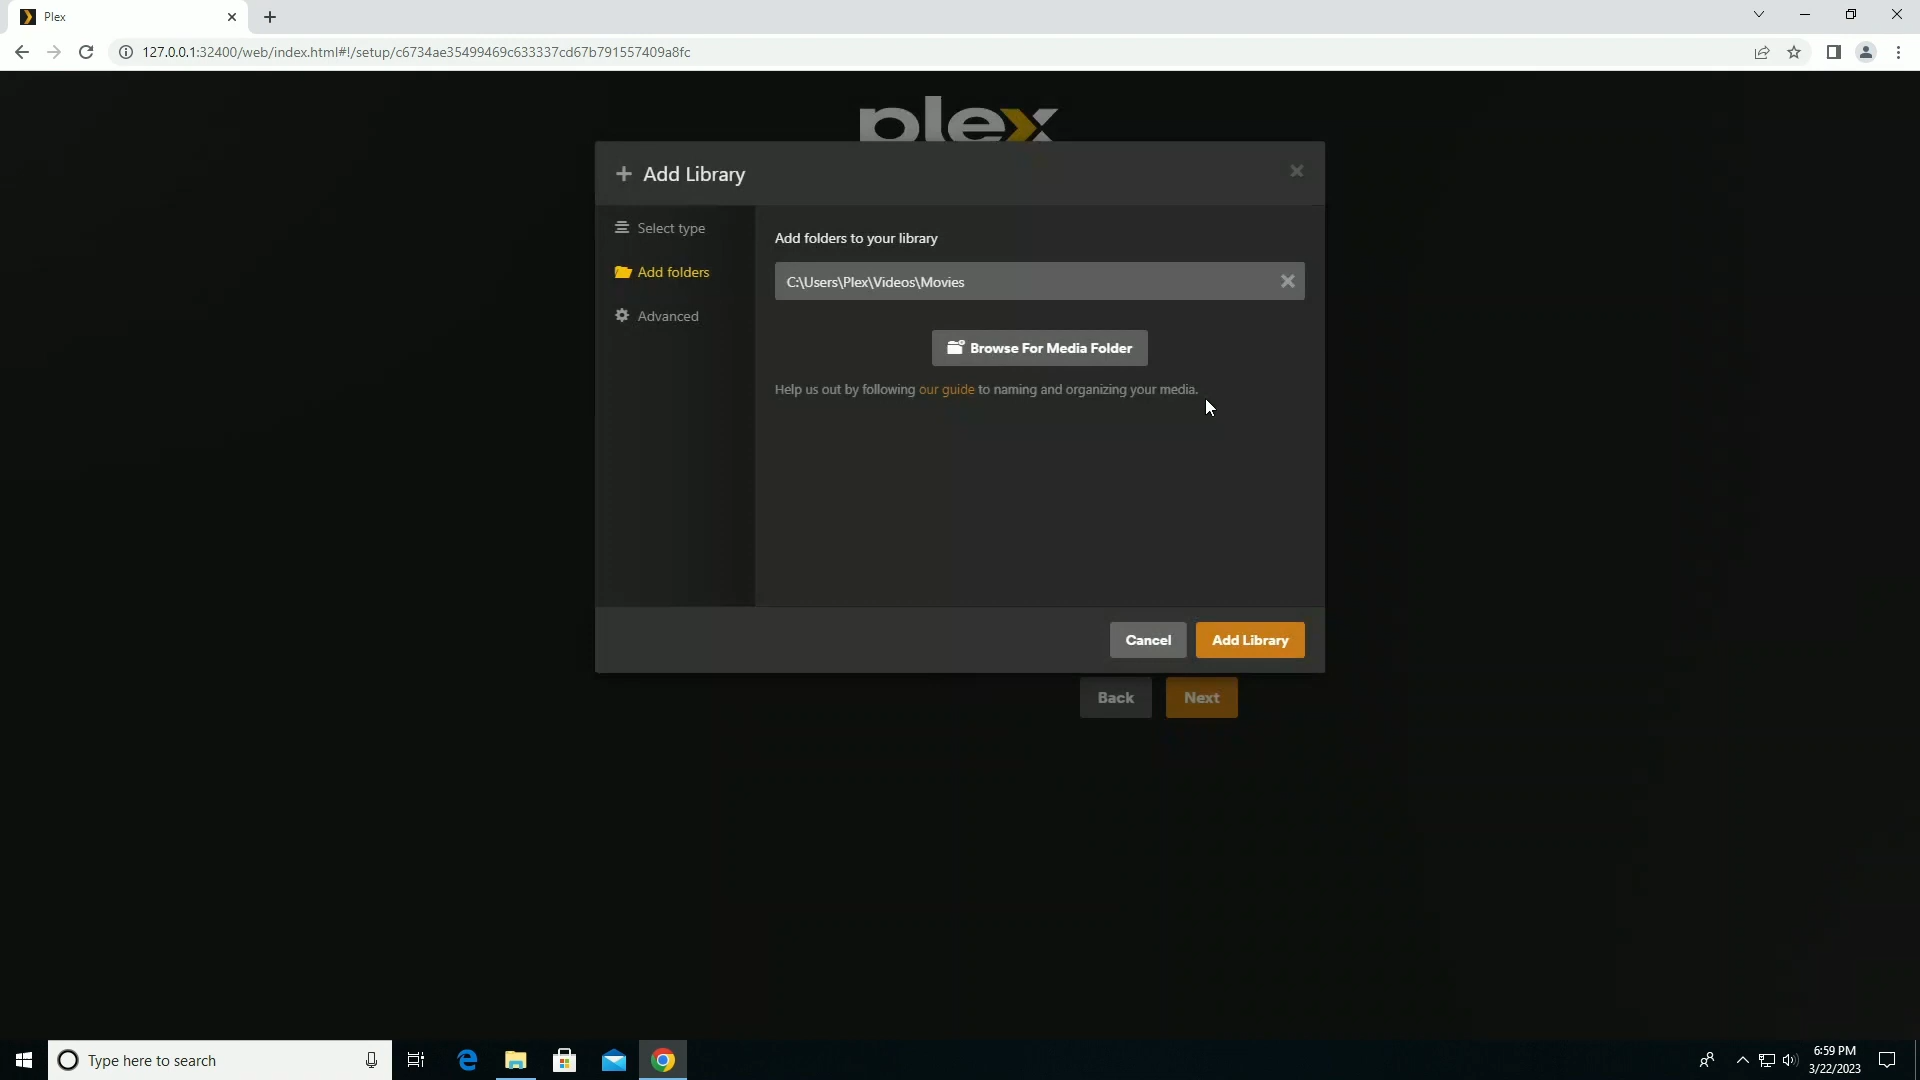 Plex
127.0.0.1:32400/web/index.html#!/setup/c6734ae35499469c633337cd67b791557409a8fc
plex
Add Library
Select type
Add folders
Advanced
Add folders to your library
C:\Users\Plex\Videos\Movies
Browse For Media Folder
Help us out by following our guide to naming and organizing your media.
Cancel
Add Library
Back
Next
Type here to search
6:59 PM
3/22/2023